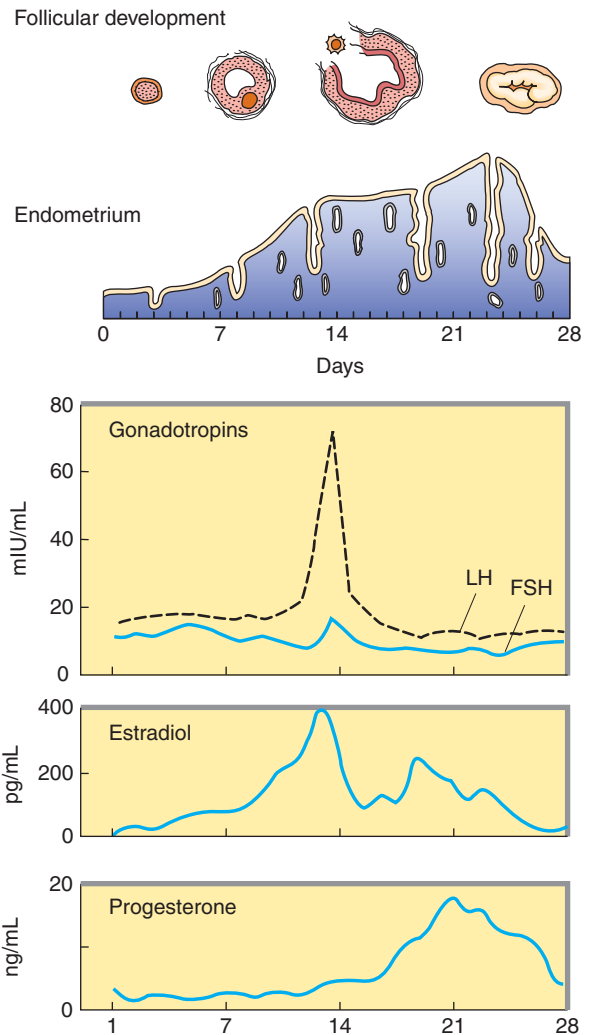 Follicular development
Endometrium
0 7 14 21 28
Days
80
Gonadotropins
60
mIU/mL
40
LH
FSH
20
0
400
Estradiol
pg/mL
200
0
20
Progesterone
ng/mL
0
1 7 14 21 28